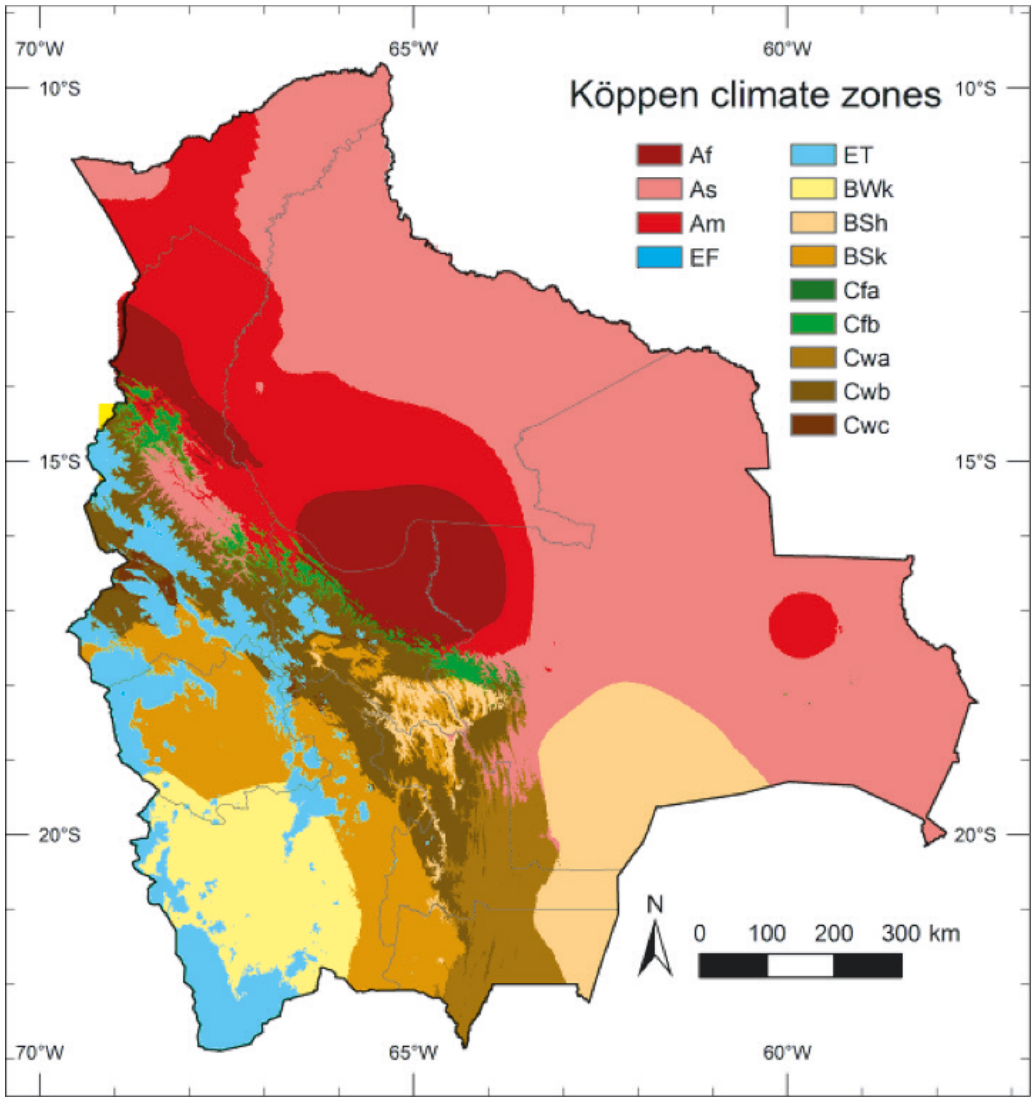 70°W 65°W 60°W
10°S 10°S
Köppen climate zones
Af
As
Am
EF
ET
BWk
BSh
BSk
Cfa
Cfb
Cwa
Cwb
Cwc
15°S 15°S
20°S 20°S
N
0 100 200 300 km
70°W 65°W 60°W